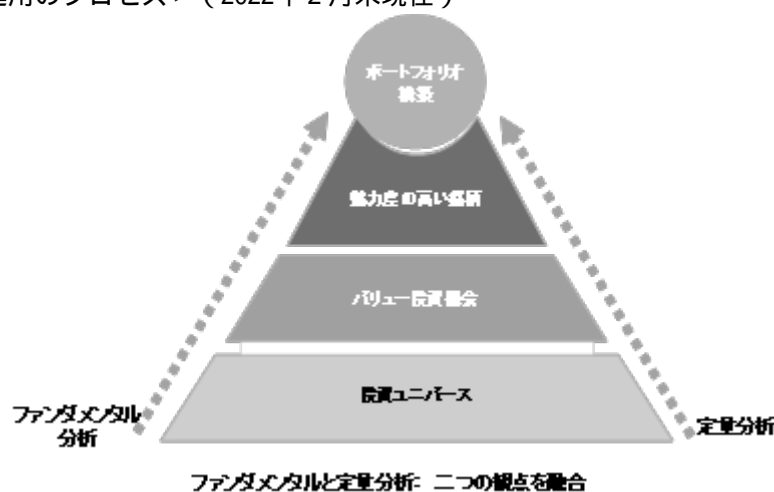 運用のプロセス＞（2022年2月末現在）
ポートフォリオ
構築
魅力度の高い銘柄
バリュー投資機会
投資ユニバース
ファンダメンタル
分析
定量分析
ファンダメンタルと定量分析: 二つの観点を融合